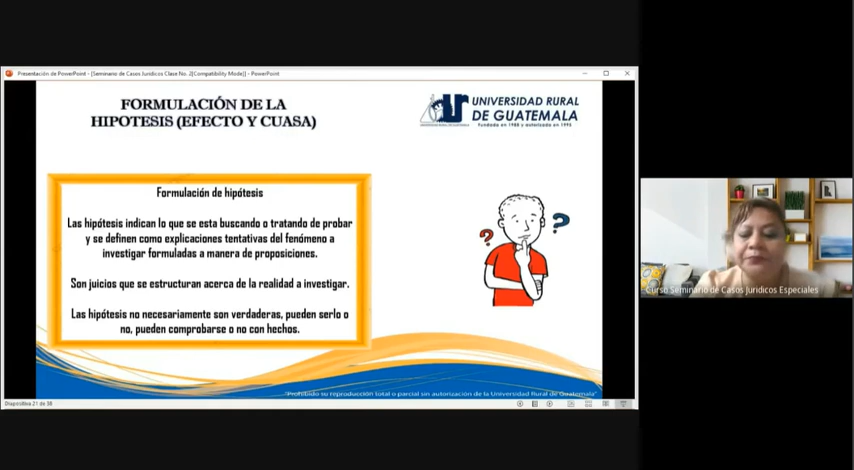 Presentación de PowerPoint - [Seminario de Casos Jurídicos Clase No. 2[Compatibility Mode]] - PowerPoint
FORMULACIÓN DE LA
HIPOTESIS (EFECTO Y CUASA)
UNIVERSIDAD RURAL
DE GUATEMALA
Fundada en 1988 y autorizada en 1995
Formulación de hipótesis
Las hipótesis indican lo que se esta buscando o tratando de probar
y se definen como explicaciones tentativas del fenómeno a
investigar formuladas a manera de proposiciones.
Son juicios que se estructuran acerca de la realidad a investigar.
Las hipótesis no necesariamente son verdaderas, pueden serlo o
no, pueden comprobarse o no con hechos.
? ?
"Prohibido su reproducción total o parcial sin autorización de la Universidad Rural de Guatemala"
Diapositiva 21 de 38
Curso Seminario de Casos Juridicos Especiales